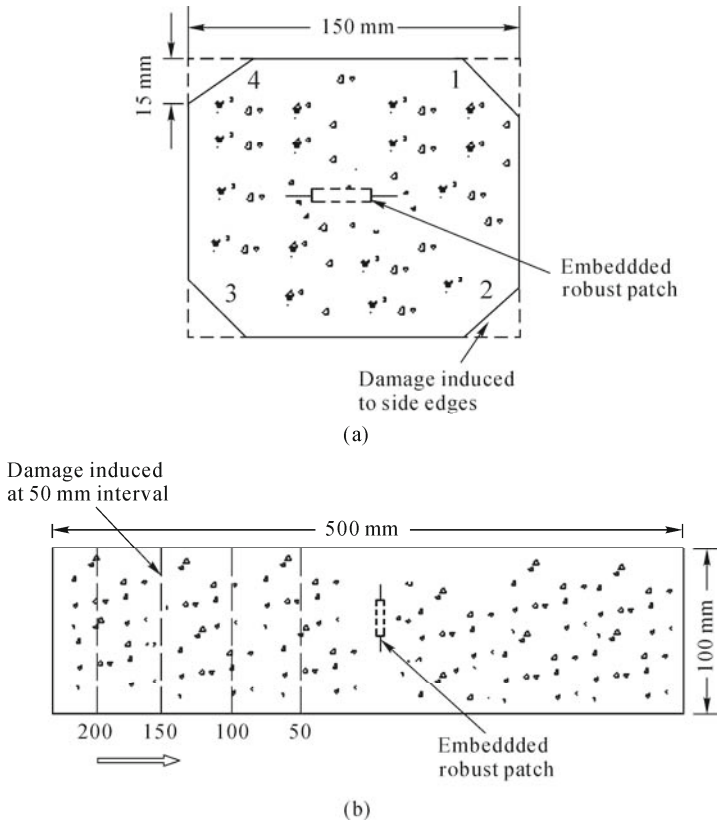 150 mm
15 mm
4
1
3
2
Embeddded
robust patch
Damage induced
to side edges
(a)
Damage induced
at 50 mm interval
500 mm
100 mm
200
150
100
50
Embeddded
robust patch
(b)